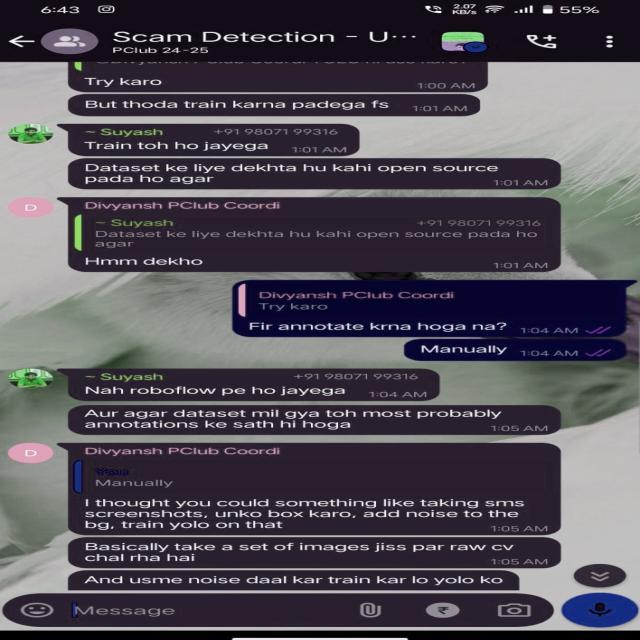 6:43
2.07 KB/S
55%
Scam Detection - U...
PClub 24-25
Try karo
1:00 AM
But thoda train karna padega fs
1:01 AM
~ Suyash +91 98071 99316
Train toh ho jayega
1:01 AM
Dataset ke liye dekhta hu kahi open source
pada ho agar
1:01 AM
D
Divyansh PClub Coordi
~ Suyash +91 98071 99316
Dataset ke liye dekhta hu kahi open source pada ho
agar
Hmm dekho
1:01 AM
Divyansh PClub Coordi
Try karo
Fir annotate krna hoga na?
1:04 AM
Manually
1:04 AM
~ Suyash +91 98071 99316
Nah roboflow pe ho jayega
1:04 AM
Aur agar dataset mil gya toh most probably
annotations ke sath hi hoga
1:05 AM
D
Divyansh PClub Coordi
Manually
I thought you could something like taking sms
screenshots, unko box karo, add noise to the
bg, train yolo on that
1:05 AM
Basically take a set of images jiss par raw cv
chal rha hai
1:05 AM
And usme noise daal kar train kar lo yolo ko
Message